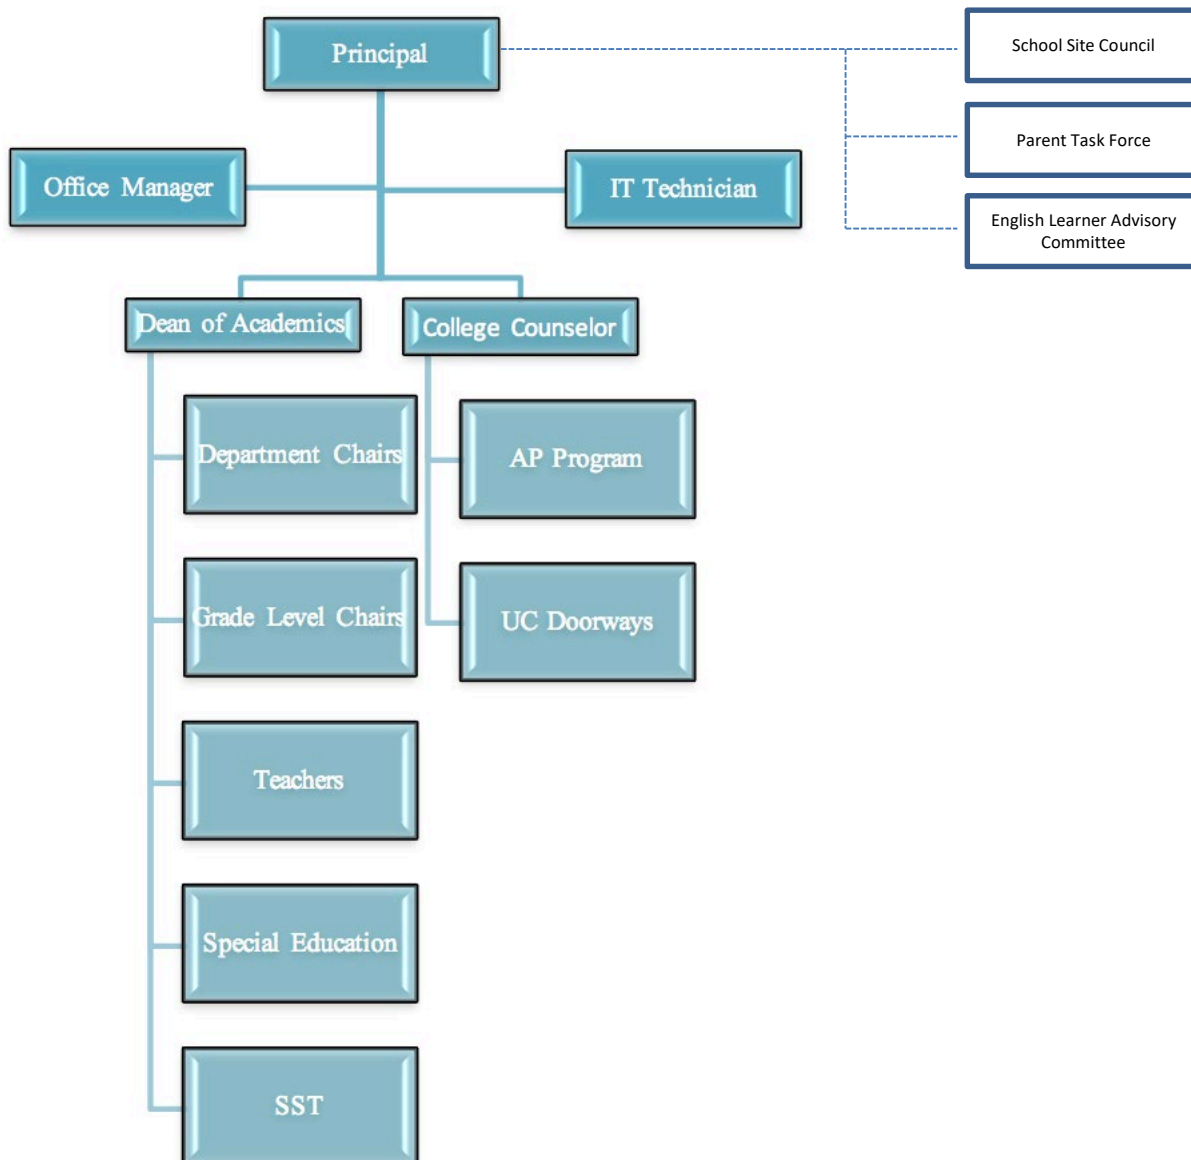 Principal
School Site Council
Parent Task Force
Office Manager
IT Technician
English Learner Advisory
Committee
Dean of Academics
College Counselor
Department Chairs
AP Program
Grade Level Chairs
UC Doorways
Teachers
Special Education
SST